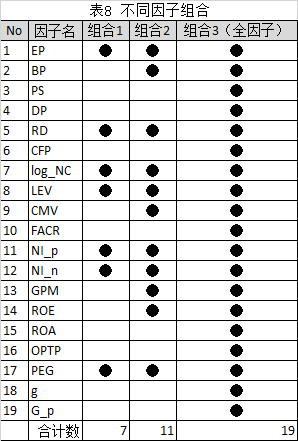 表8 不同因子组合
No 因子名 组合1 组合2 组合3（全因子）
1 EP ● ● ●
2 BP ● ●
3 PS ●
4 DP ●
5 RD ● ● ●
6 CFP ●
7 log_NC ● ● ●
8 LEV ● ● ●
9 CMV ● ●
10 FACR ●
11 NI_p ● ● ●
12 NI_n ● ● ●
13 GPM ● ●
14 ROE ● ●
15 ROA ●
16 OPTP ●
17 PEG ● ● ●
18 g ●
19 G_p ●
合计数 7 11 19